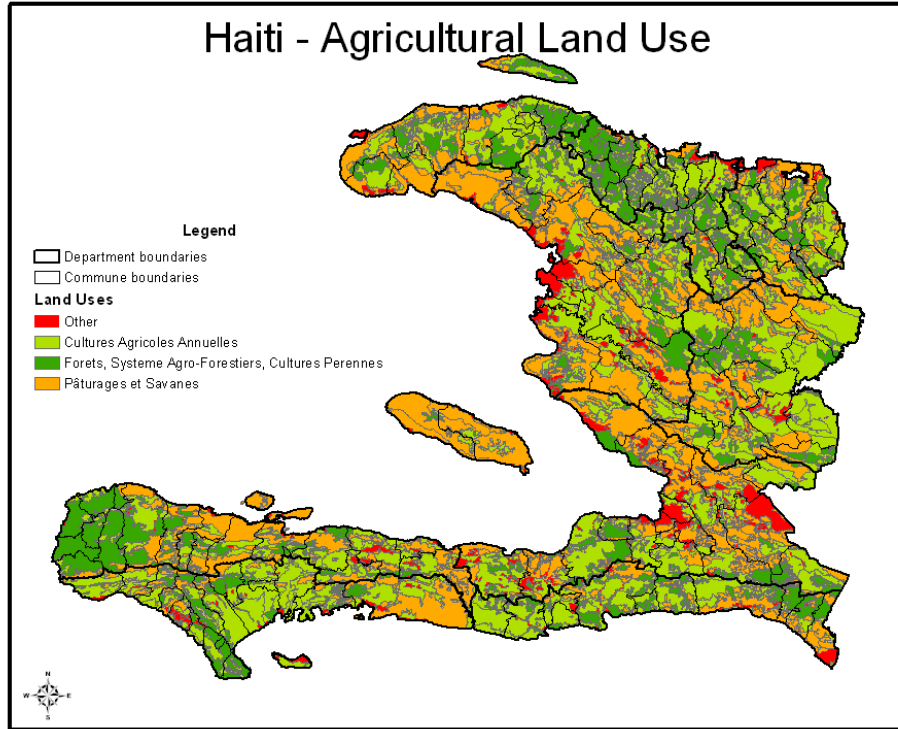 Haiti - Agricultural Land Use
Legend
Department boundaries
Commune boundaries
Land Uses
Other
Cultures Agricoles Annuelles
Forets, Systeme Agro-Forestiers, Cultures Perennes
Pâturages et Savanes
N
W E
S